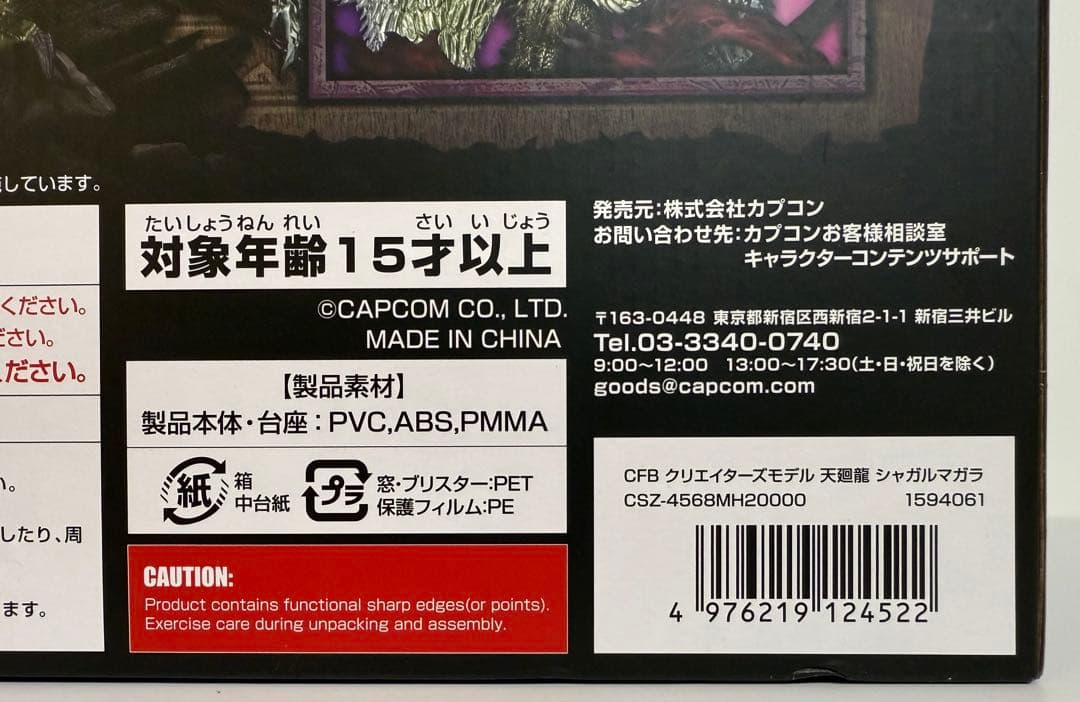 しています。
ください。
ださい。
ください。
い。
したり、周
ます。
たいしょうねんれい さい い じょう
対象年齢15才以上
©CAPCOM CO., LTD.
MADE IN CHINA
【製品素材】
製品本体・台座：PVC,ABS,PMMA
紙 箱
中台紙
プラ 窓・ブリスター:PET
保護フィルム:PE
CAUTION:
Product contains functional sharp edges(or points).
Exercise care during unpacking and assembly.
発売元:株式会社カプコン
お問い合わせ先:カプコンお客様相談室
キャラクターコンテンツサポート
〒163-0448 東京都新宿区西新宿2-1-1 新宿三井ビル
Tel.03-3340-0740
9:00〜12:00 13:00〜17:30(土・日・祝日を除く)
goods@capcom.com
CFB クリエイターズモデル 天廻龍 シャガルマガラ
CSZ-4568MH20000 1594061
4 976219 124522